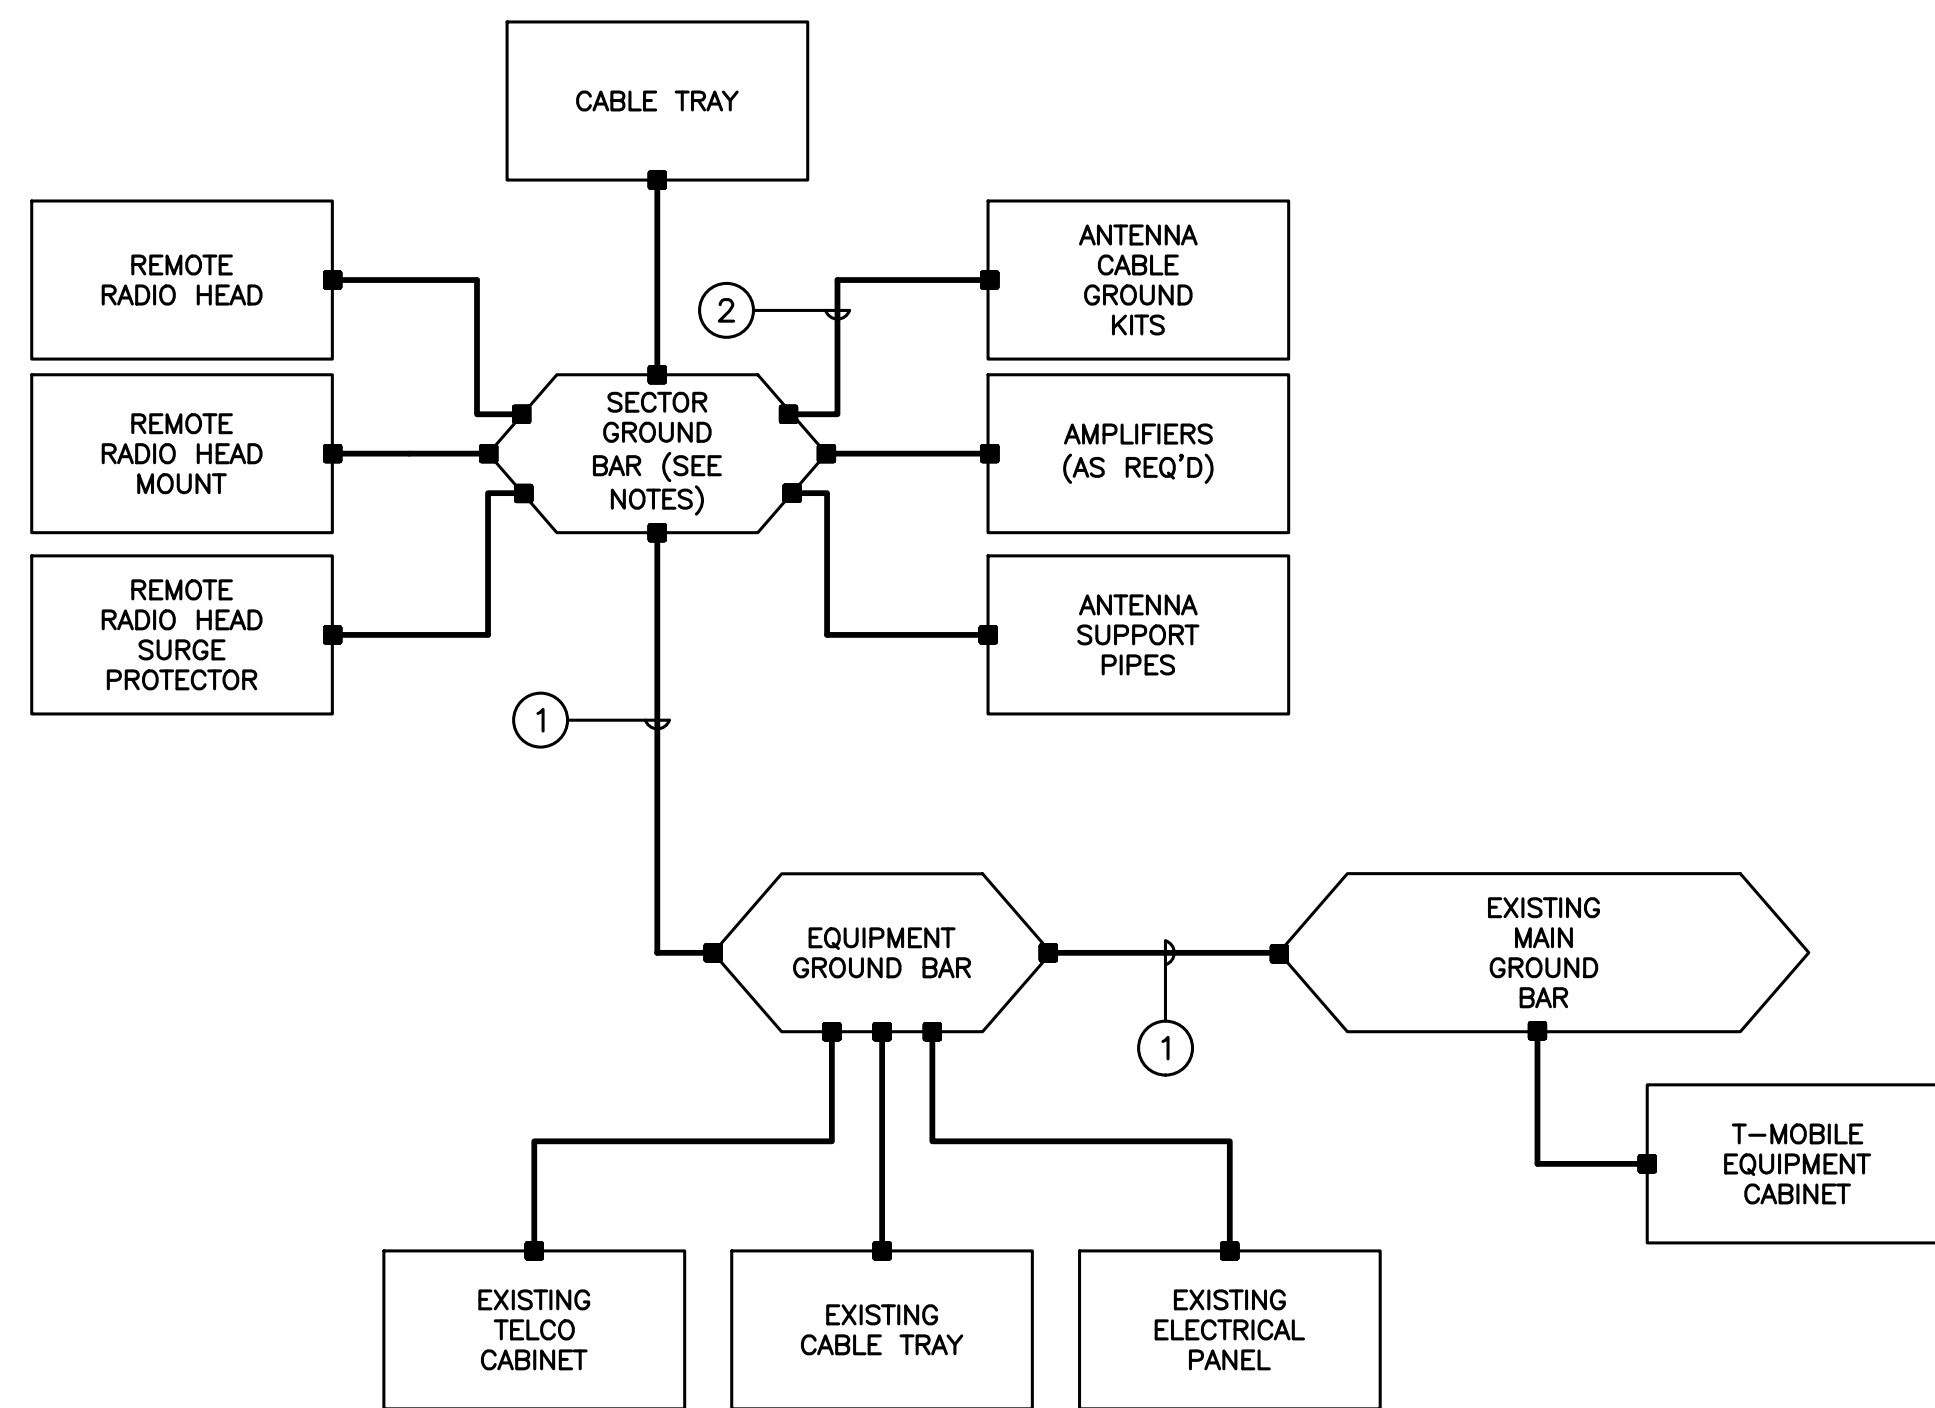 CABLE TRAY
REMOTE
RADIO HEAD
ANTENNA
CABLE
GROUND
KITS
2
REMOTE
RADIO HEAD
MOUNT
SECTOR
GROUND
BAR (SEE
NOTES)
AMPLIFIERS
(AS REQ'D)
REMOTE
RADIO HEAD
SURGE
PROTECTOR
ANTENNA
SUPPORT
PIPES
1
EQUIPMENT
GROUND BAR
EXISTING
MAIN
GROUND
BAR
1
T-MOBILE
EQUIPMENT
CABINET
EXISTING
TELCO
CABINET
EXISTING
CABLE TRAY
EXISTING
ELECTRICAL
PANEL